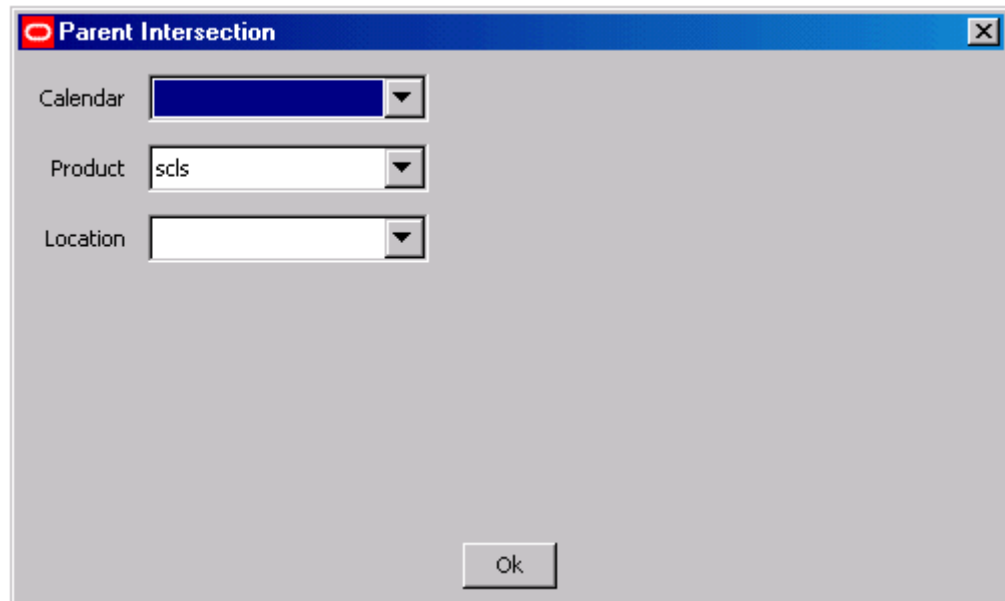 Parent Intersection
Calendar
Product scls
Location
Ok